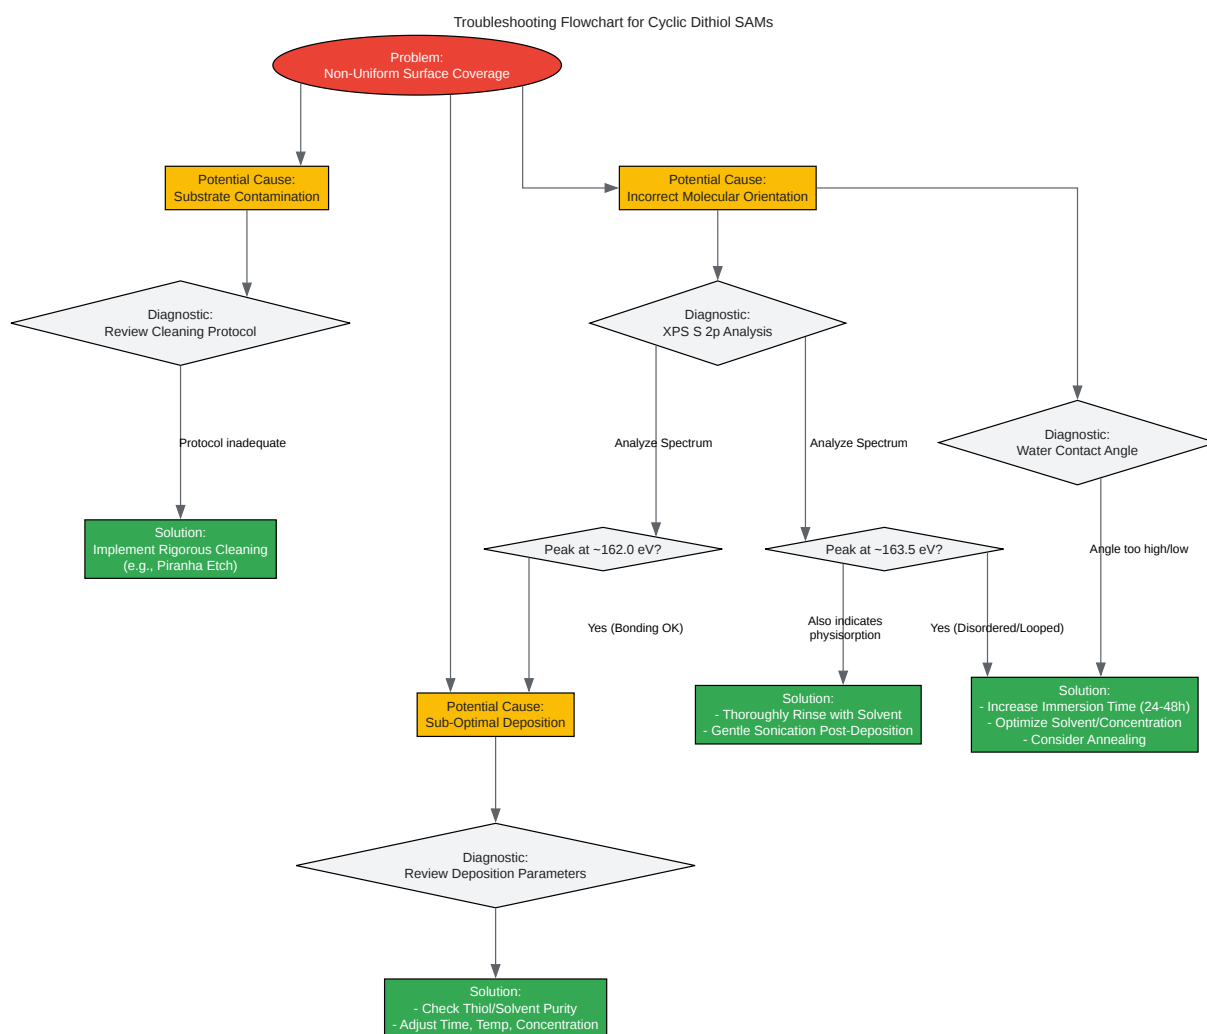 Troubleshooting Flowchart for Cyclic Dithiol SAMs
Problem:
Non-Uniform Surface Coverage
Potential Cause:
Substrate Contamination
Potential Cause:
Incorrect Molecular Orientation
Diagnostic:
Review Cleaning Protocol
Diagnostic:
XPS S 2p Analysis
Diagnostic:
Water Contact Angle
Protocol inadequate
Analyze Spectrum
Analyze Spectrum
Solution:
Implement Rigorous Cleaning
(e.g., Piranha Etch)
Peak at ~162.0 eV?
Peak at ~163.5 eV?
Angle too high/low
Yes (Bonding OK)
Also indicates
physisorption
Yes (Disordered/Looped)
Potential Cause:
Sub-Optimal Deposition
Solution:
- Thoroughly Rinse with Solvent
- Gentle Sonication Post-Deposition
Solution:
- Increase Immersion Time (24-48h)
- Optimize Solvent/Concentration
- Consider Annealing
Diagnostic:
Review Deposition Parameters
Solution:
- Check Thiol/Solvent Purity
- Adjust Time, Temp, Concentration